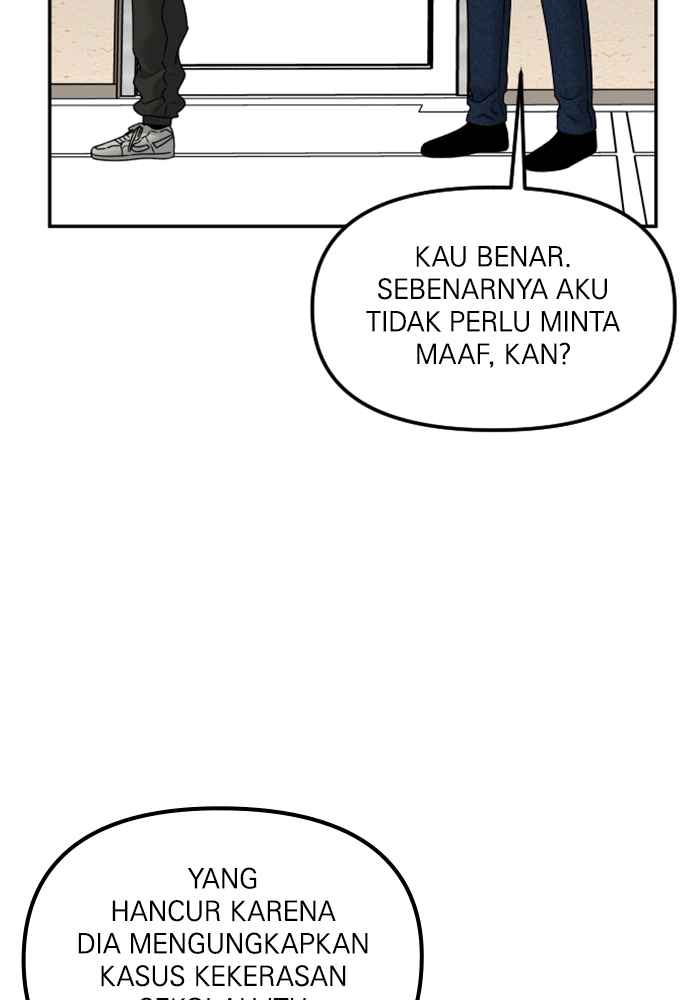 KAU BENAR.
SEBENARNYA AKU
TIDAK PERLU MINTA
MAAF, KAN?
YANG
HANCUR KARENA
DIA MENGUNGKAPKAN
KASUS KEKERASAN